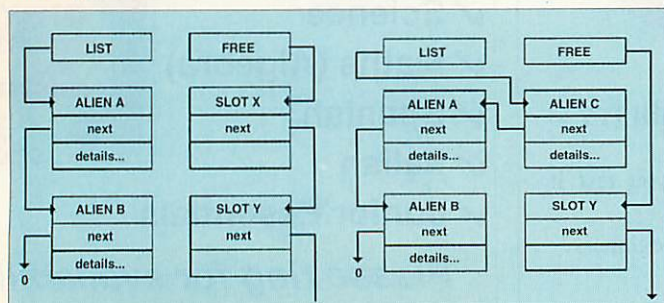 LIST
FREE
ALIEN A
next
details...
SLOT X
next
ALIEN B
next
details...
SLOT Y
next
0
LIST
FREE
ALIEN A
next
details...
ALIEN C
next
details...
ALIEN B
next
details...
SLOT Y
next
0